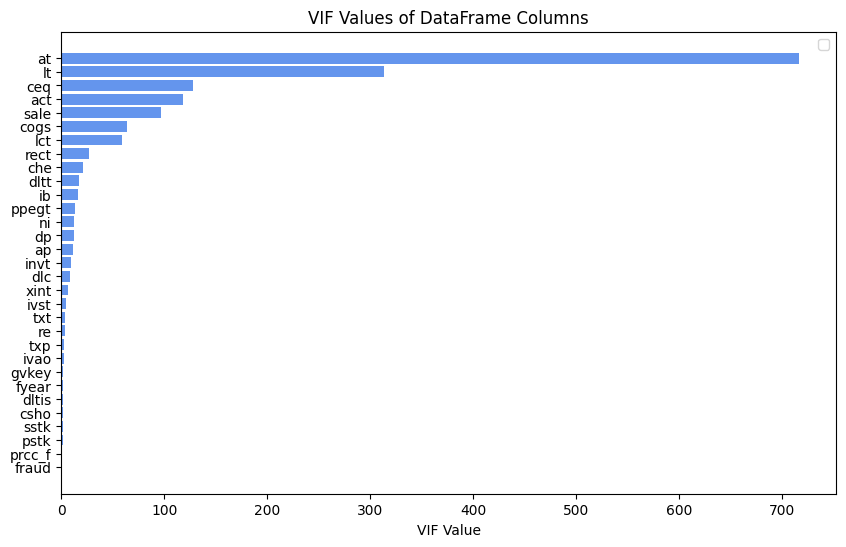 VIF Values of DataFrame Columns
at
lt
ceq
act
sale
cogs
lct
rect
che
dltt
ib
ppegt
ni
dp
ap
invt
dlc
xint
ivst
txt
re
txp
ivao
gvkey
fyear
dltis
csho
sstk
pstk
prcc_f
fraud
0 100 200 300 400 500 600 700
VIF Value